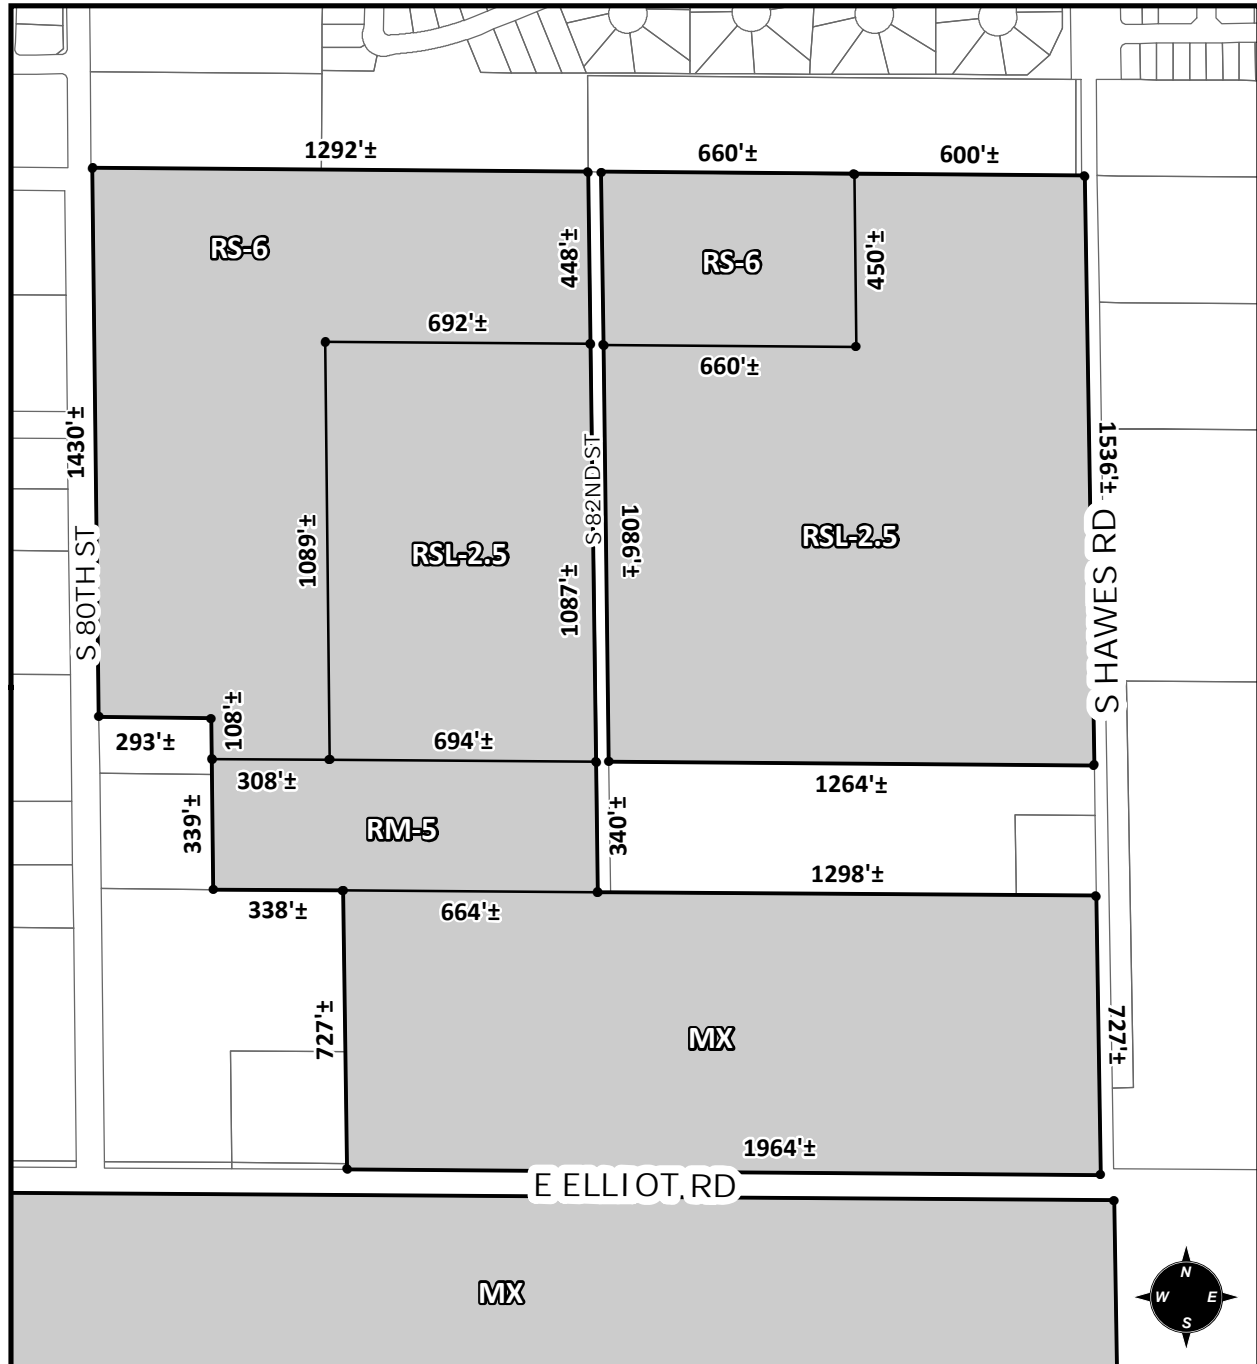 1292'±
660'±
600'±
RS-6
448'±
RS-6
450'±
692'±
660'±
1430'±
1536'±
S 82ND ST
1089'±
RSL-2.5
1086'±
RSL-2.5
S 80TH ST
1087'±
S HAWES RD
108'±
293'±
694'±
308'±
1264'±
339'±
RM-5
340'±
1298'±
338'±
664'±
727'±
MX
727'±
1964'±
E ELLIOT RD
MX
N
W E
S